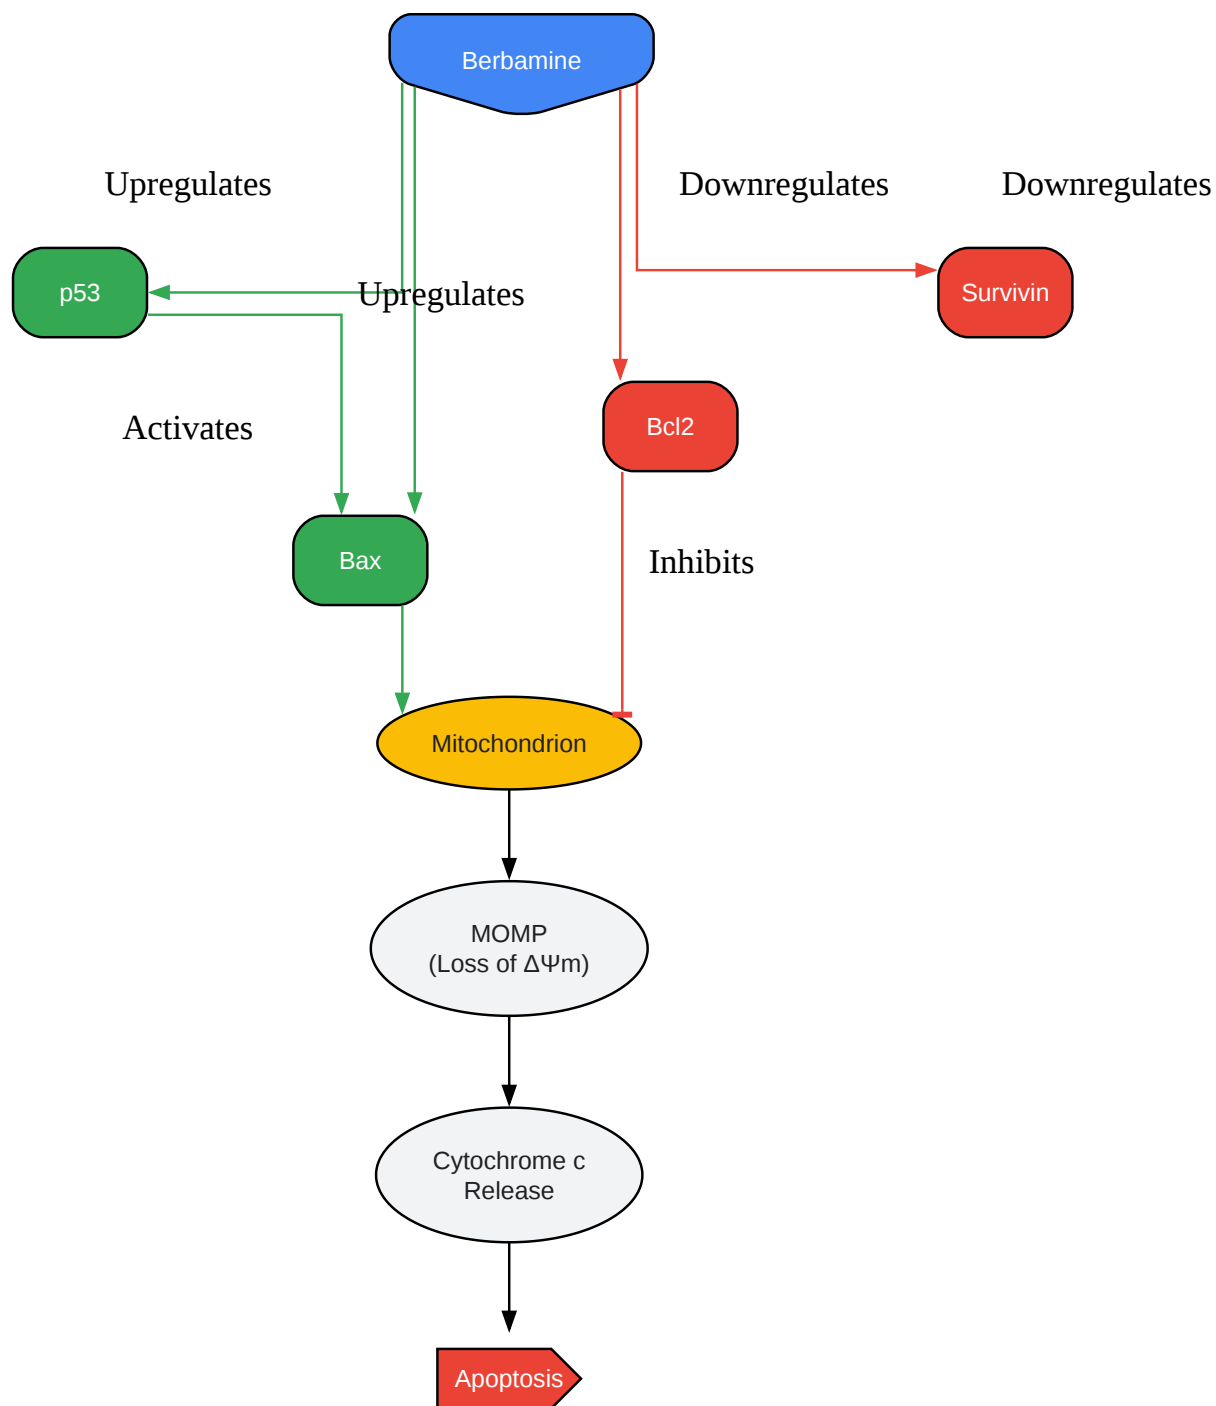 Berbamine
Upregulates
Downregulates
Downregulates
p53
Upregulates
Survivin
Activates
Bcl2
Bax
Inhibits
Mitochondrion
MOMP
(Loss of ΔΨm)
Cytochrome c
Release
Apoptosis